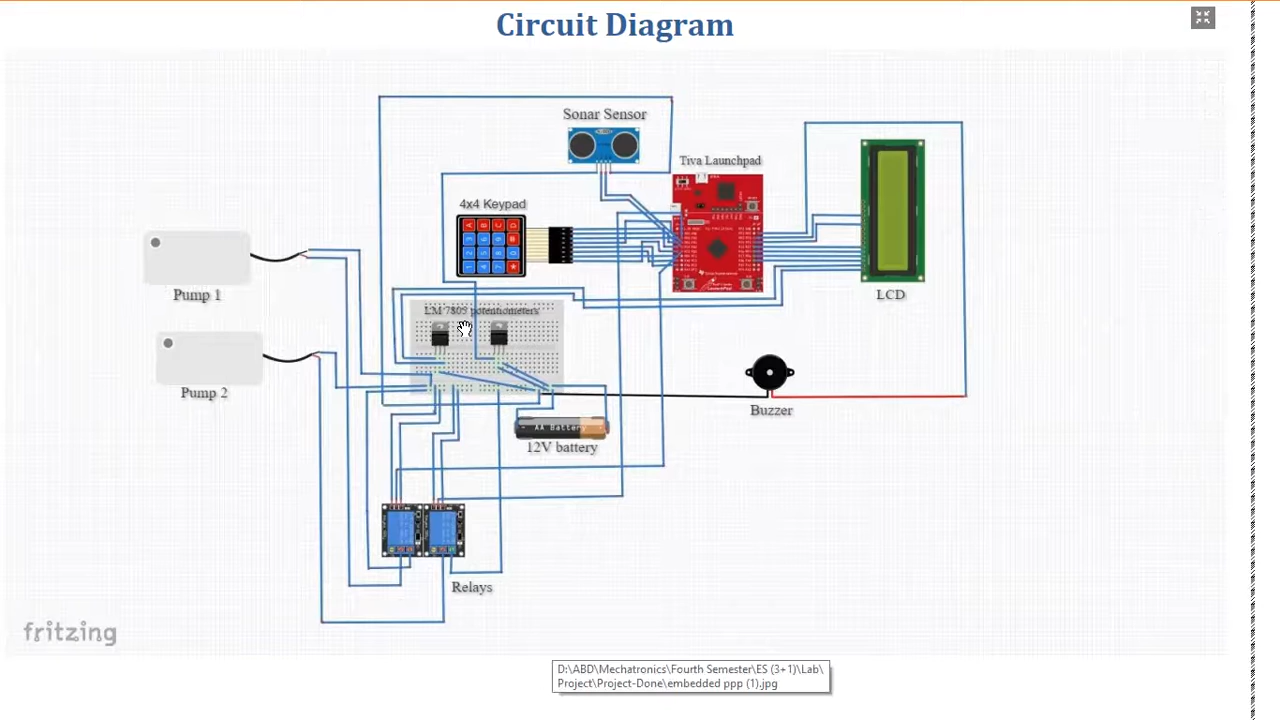 Circuit Diagram
Sonar Sensor
Tiva Launchpad
4x4 Keypad
LCD
Pump 1
LM 7805 potentiometers
Pump 2
Buzzer
AA Battery
12V battery
Relays
fritzing
D:\ABD\Mechatronics\Fourth Semester\ES (3+1)\Lab\
Project\Project-Done\embedded ppp (1).jpg